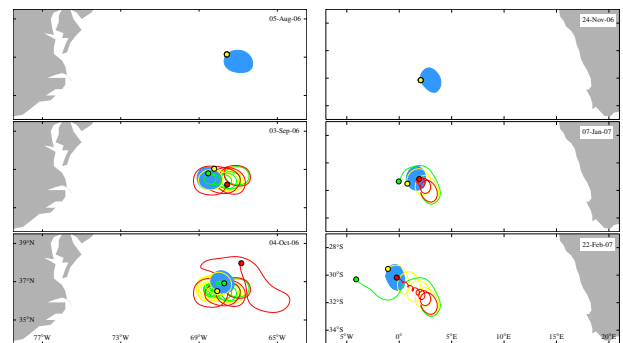 05-Aug-06
24-Nov-06
03-Sep-06
07-Jan-07
39°N
04-Oct-06
28°S
22-Feb-07
30°S
37°N
32°S
35°N
34°S
77°W 73°W 69°W 65°W
5°W 0°E 5°E 10°E 15°E 20°E